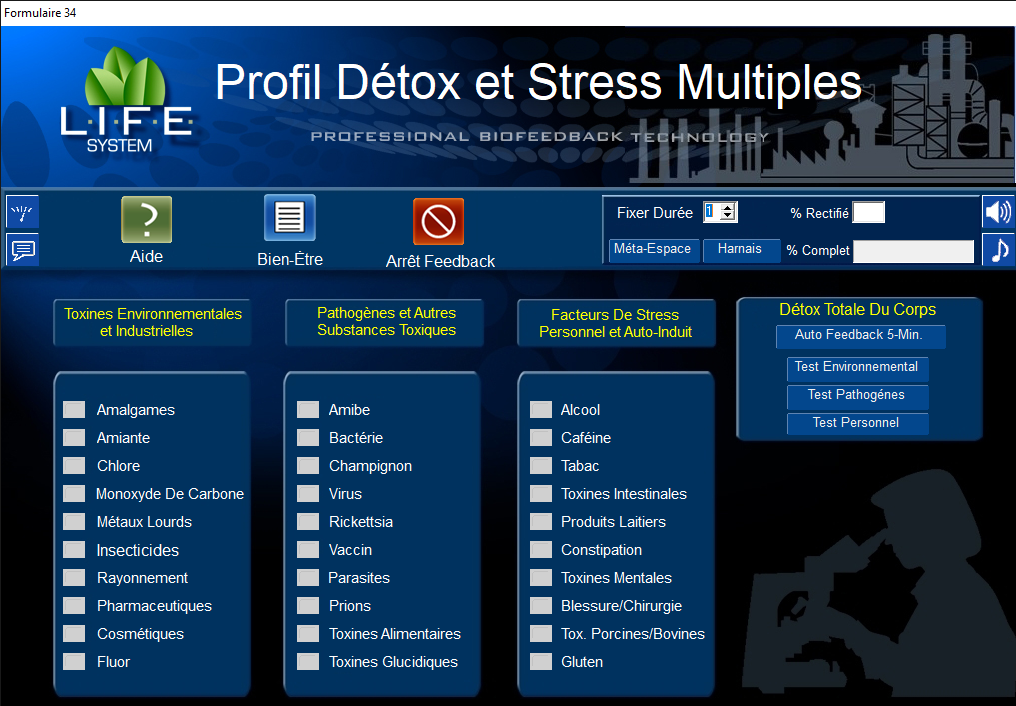 Formulaire 34
Profil Détox et Stress Multiples
L·I·F·E
SYSTEM
PROFESSIONAL BIOFEEDBACK TECHNOLOGY
?
Aide
Bien-Être
Arrêt Feedback
Fixer Durée 1 % Rectifié
Méta-Espace Harnais % Complet
Toxines Environnementales
et Industrielles
Pathogènes et Autres
Substances Toxiques
Facteurs De Stress
Personnel et Auto-Induit
Détox Totale Du Corps
Auto Feedback 5-Min.
Test Environnemental
Test Pathogénes
Test Personnel
Amalgames
Amiante
Chlore
Monoxyde De Carbone
Métaux Lourds
Insecticides
Rayonnement
Pharmaceutiques
Cosmétiques
Fluor
Amibe
Bactérie
Champignon
Virus
Rickettsia
Vaccin
Parasites
Prions
Toxines Alimentaires
Toxines Glucidiques
Alcool
Caféine
Tabac
Toxines Intestinales
Produits Laitiers
Constipation
Toxines Mentales
Blessure/Chirurgie
Tox. Porcines/Bovines
Gluten